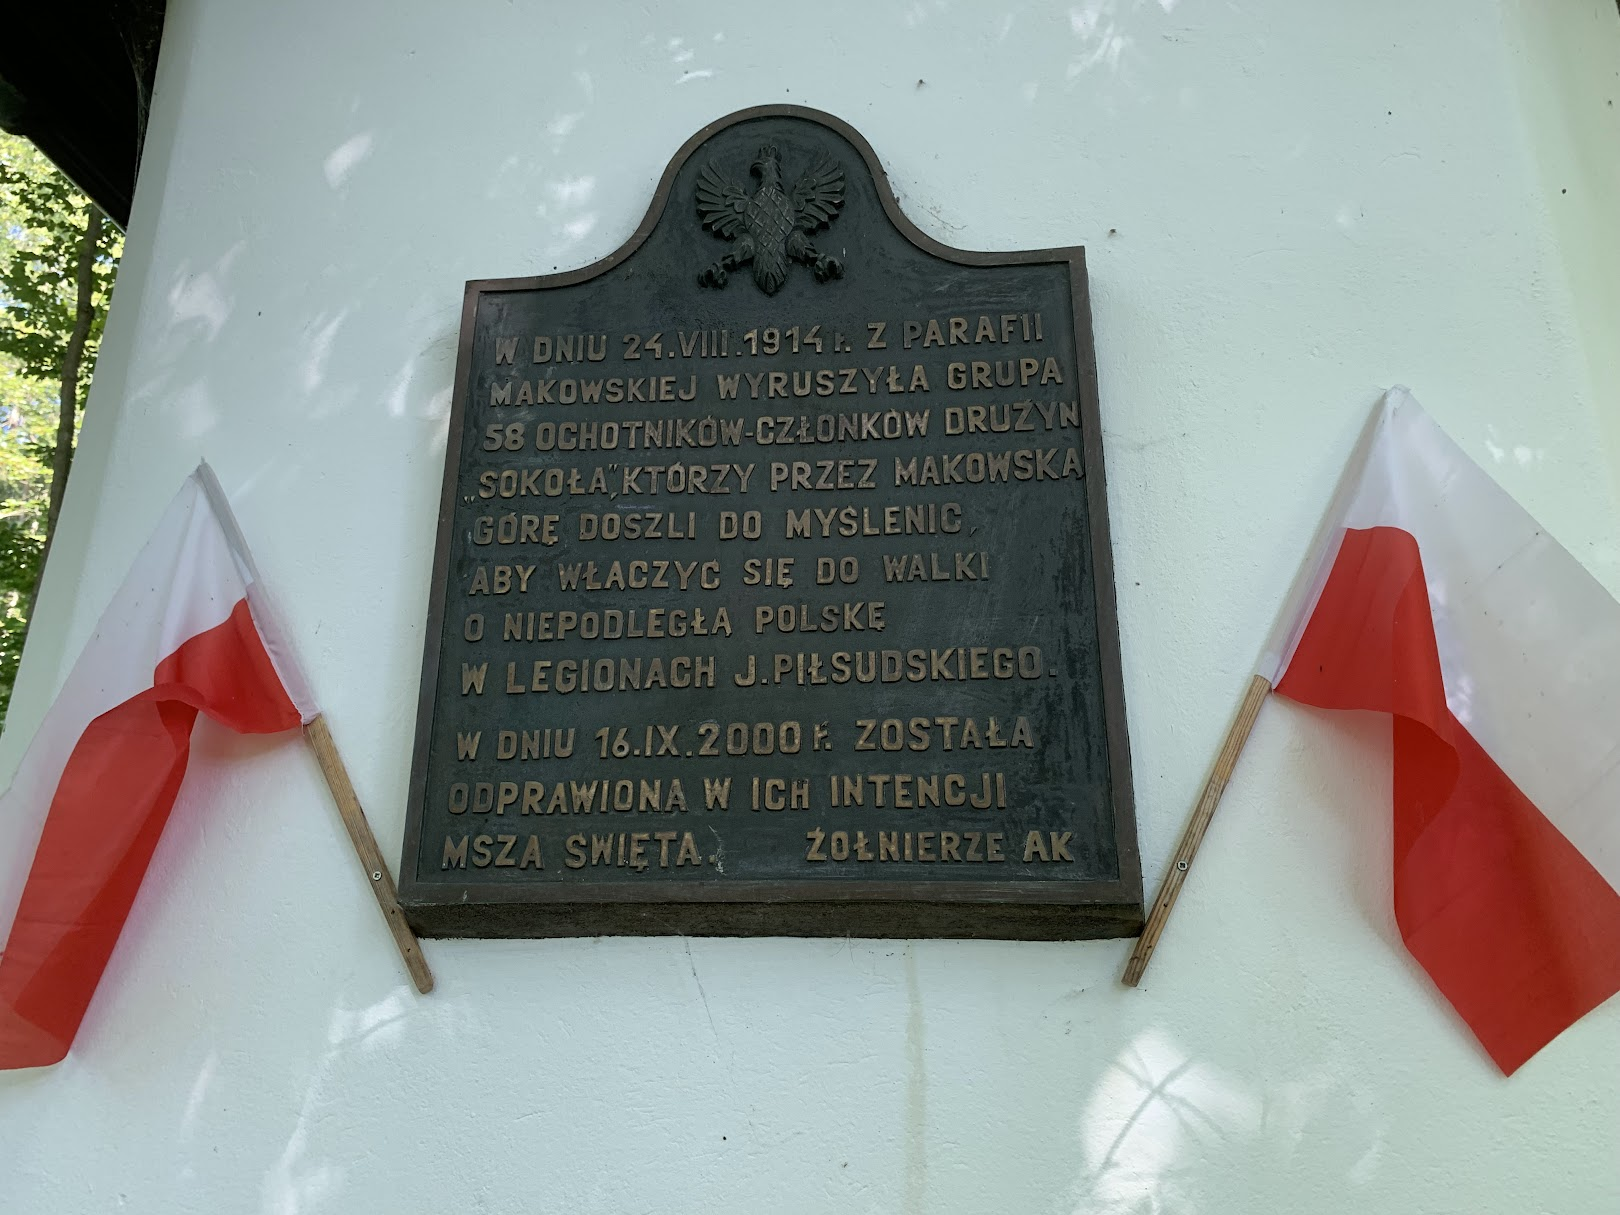 W DNIU 24.VIII.1914 r. Z PARAFII
MAKOWSKIEJ WYRUSZYŁA GRUPA
58 OCHOTNIKÓW-CZŁONKÓW DRUŻYN
„SOKOŁA”, KTÓRZY PRZEZ MAKOWSKĄ
GÓRĘ DOSZLI DO MYŚLENIC,
ABY WŁĄCZYĆ SIĘ DO WALKI
O NIEPODLEGŁĄ POLSKĘ
W LEGIONACH J.PIŁSUDSKIEGO.
W DNIU 16.IX.2000 r. ZOSTAŁA
ODPRAWIONA W ICH INTENCJI
MSZA ŚWIĘTA. ŻOŁNIERZE AK